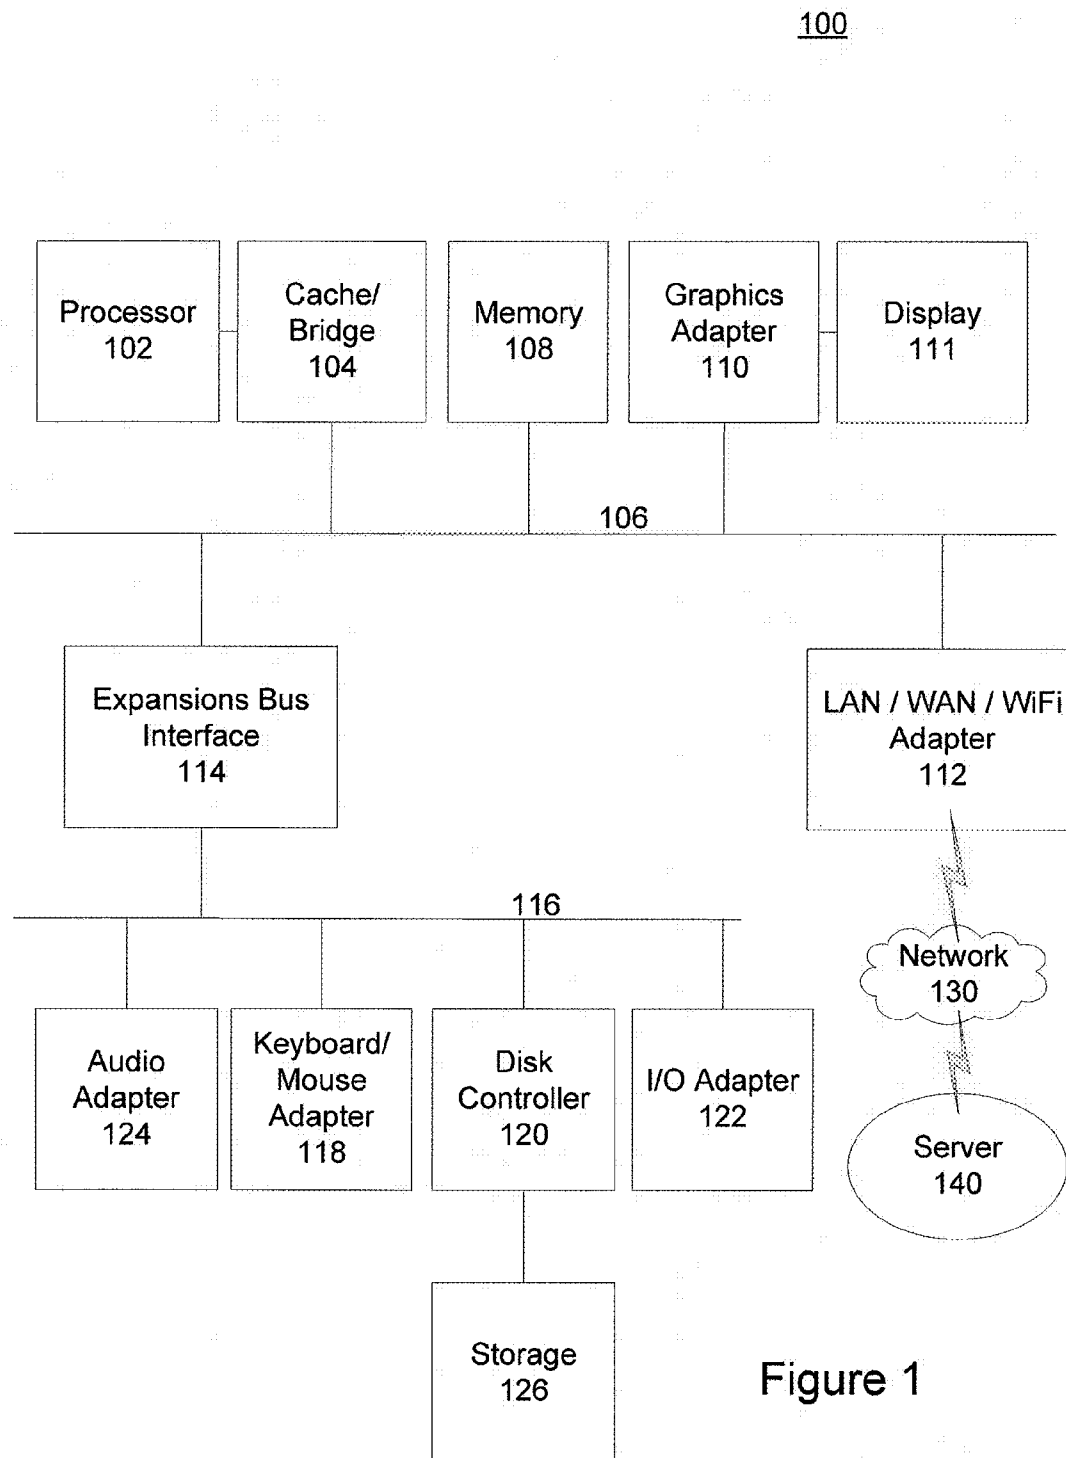 100
Processor
102
Cache/
Bridge
104
Memory
108
Graphics
Adapter
110
Display
111
106
Expansions Bus
Interface
114
LAN / WAN / WiFi
Adapter
112
116
Network
130
Audio
Adapter
124
Keyboard/
Mouse
Adapter
118
Disk
Controller
120
I/O Adapter
122
Server
140
Storage
126
Figure 1